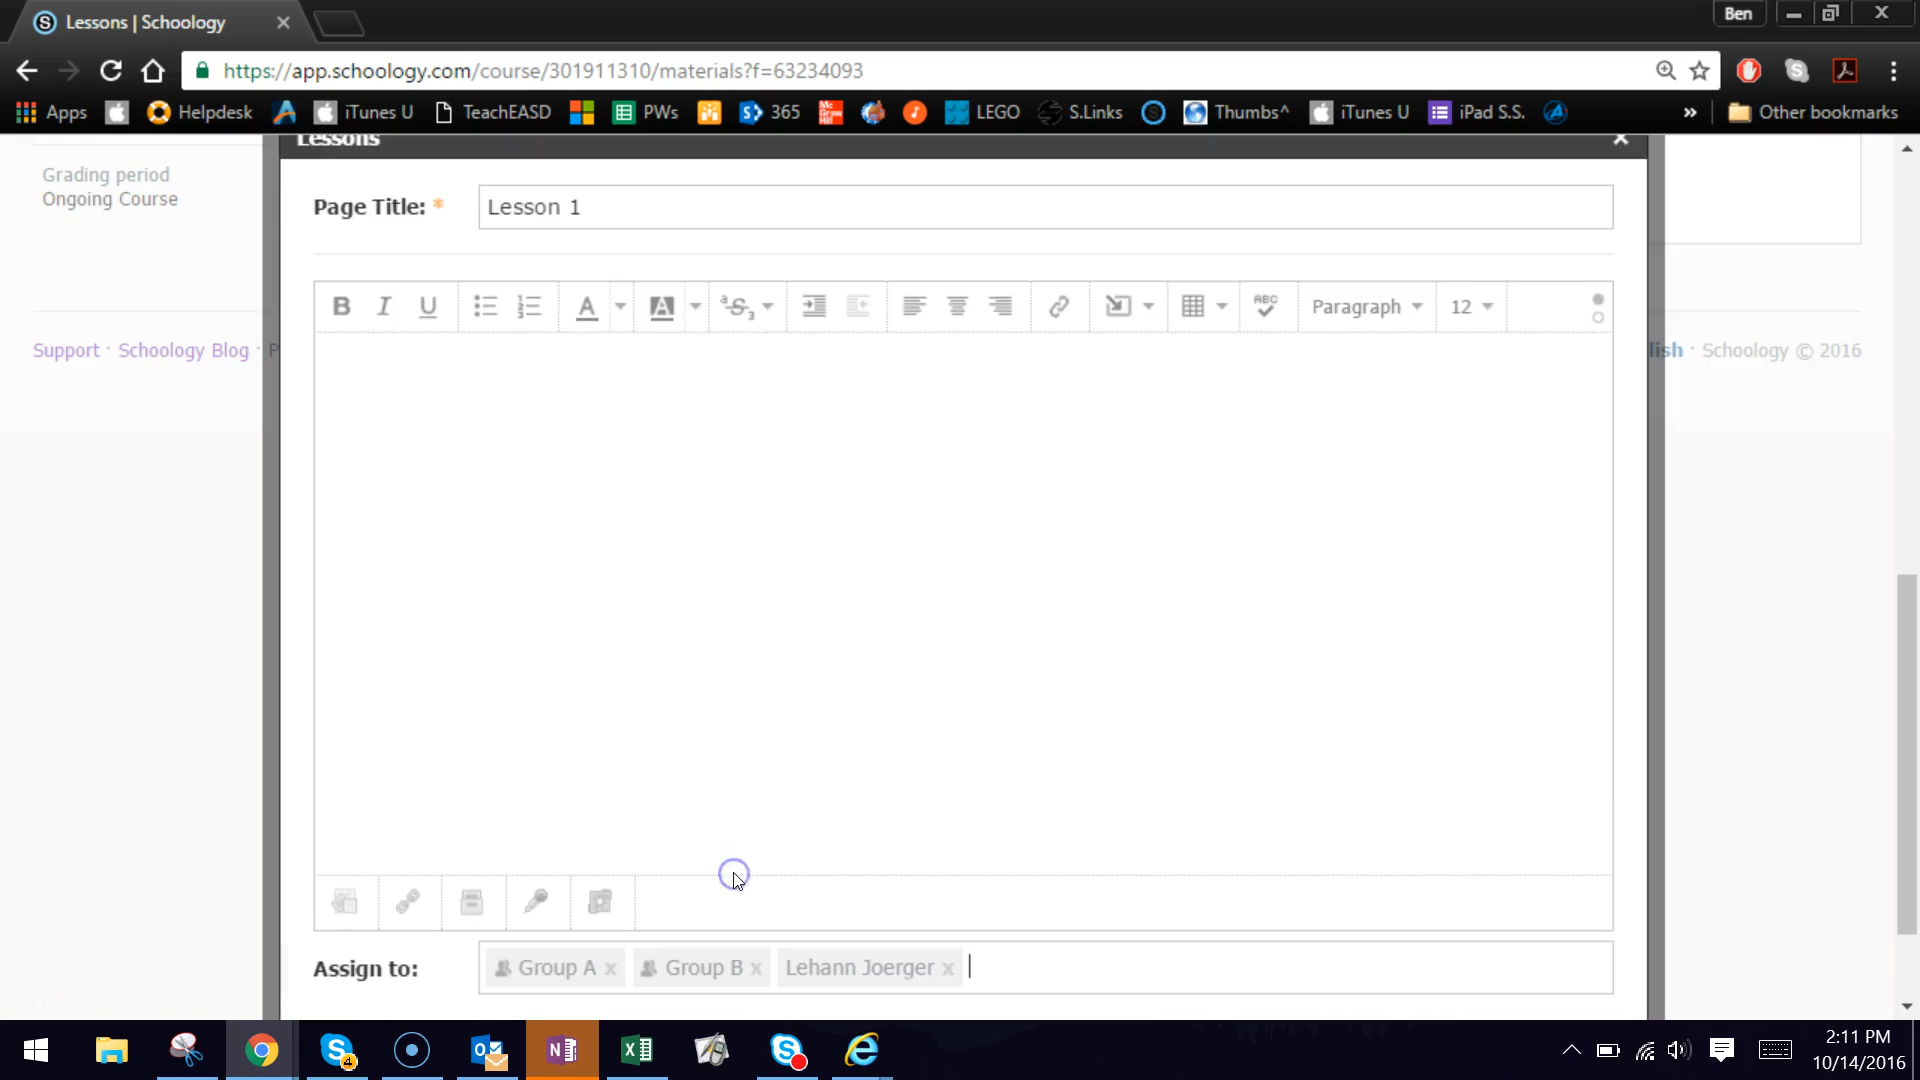 Lessons | Schoology
Ben
https://app.schoology.com/course/301911310/materials?f=63234093
Apps Helpdesk iTunes U TeachEASD PWs 365 LEGO S.Links Thumbs^ iTunes U iPad S.S. » Other bookmarks
Lessons
Grading period
Ongoing Course
Page Title: * Lesson 1
B I U A A S 3 ABC Paragraph 12
Support · Schoology Blog · P
lish · Schoology © 2016
Assign to: Group A x Group B x Lehann Joerger x
2:11 PM
10/14/2016